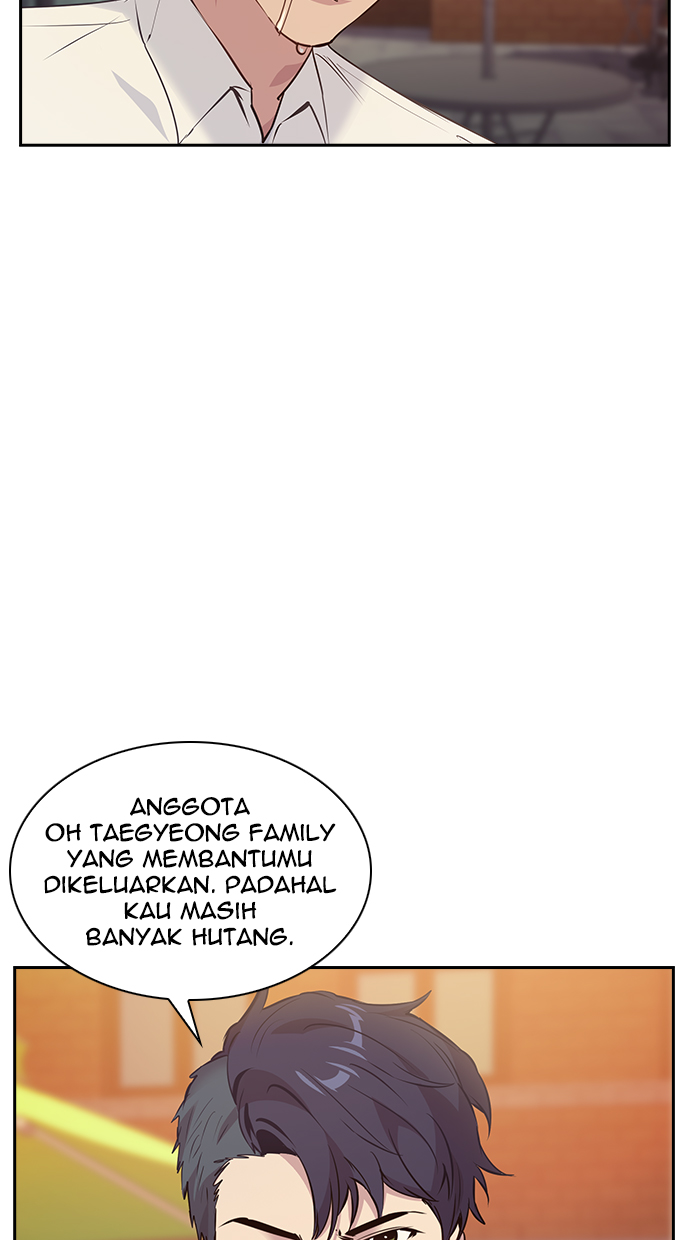 ANGGOTA
OH TAEGYEONG FAMILY
YANG MEMBANTUMU
DIKELUARKAN. PADAHAL
KAU MASIH
BANYAK HUTANG.